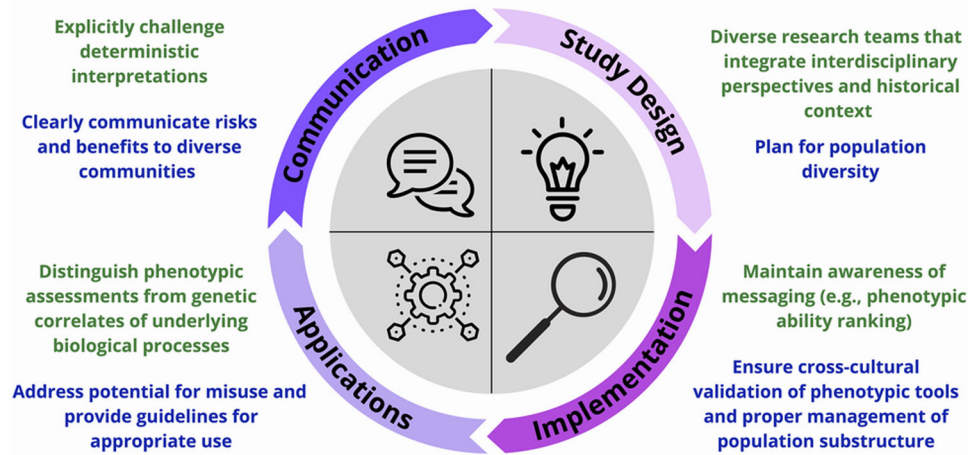 Explicitly challenge
deterministic
interpretations
Clearly communicate risks
and benefits to diverse
communities
Communication
Study Design
Diverse research teams that
integrate interdisciplinary
perspectives and historical
context
Plan for population
diversity
Distinguish phenotypic
assessments from genetic
correlates of underlying
biological processes
Address potential for misuse and
provide guidelines for
appropriate use
Applications
Implementation
Maintain awareness of
messaging (e.g., phenotypic
ability ranking)
Ensure cross-cultural
validation of phenotypic tools
and proper management of
population substructure